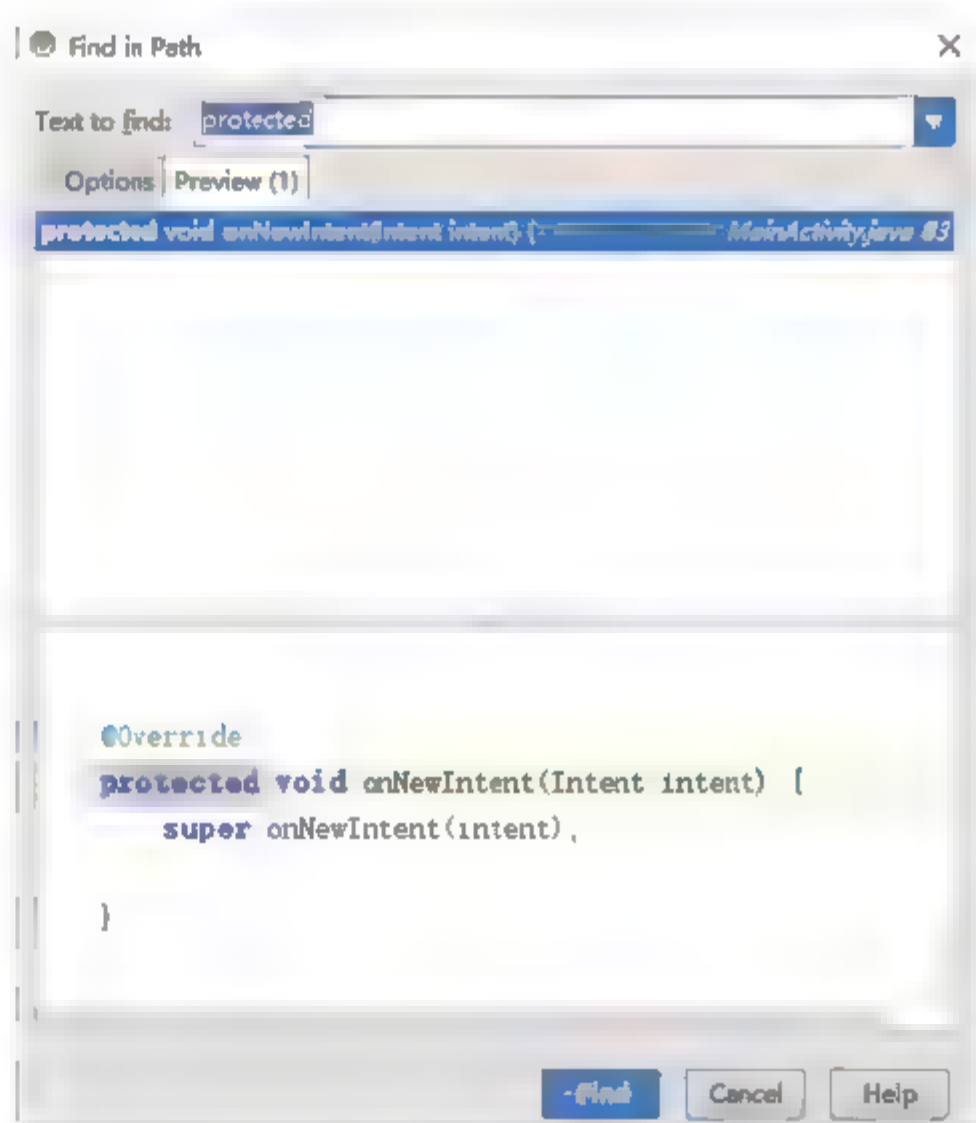 Find in Path
Text to find: protected
Options Preview (1)
protected void onNewIntent(Intent intent) { MainActivity.java 83
@Override
protected void onNewIntent(Intent intent) {
super.onNewIntent(intent);
}
Find Cancel Help